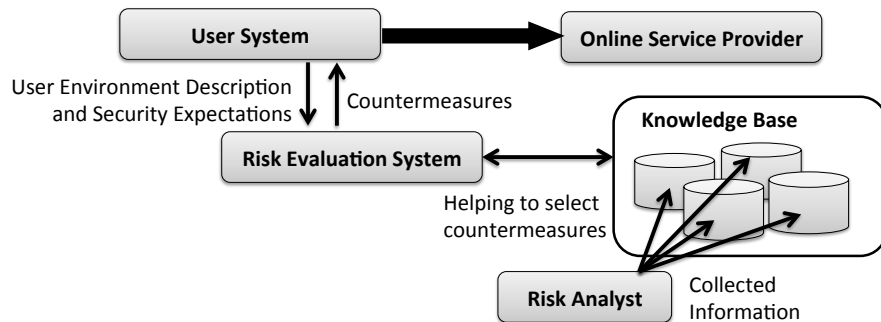 User System
Online Service Provider
User Environment Description
and Security Expectations
Countermeasures
Knowledge Base
Risk Evaluation System
Helping to select
countermeasures
Risk Analyst
Collected
Information